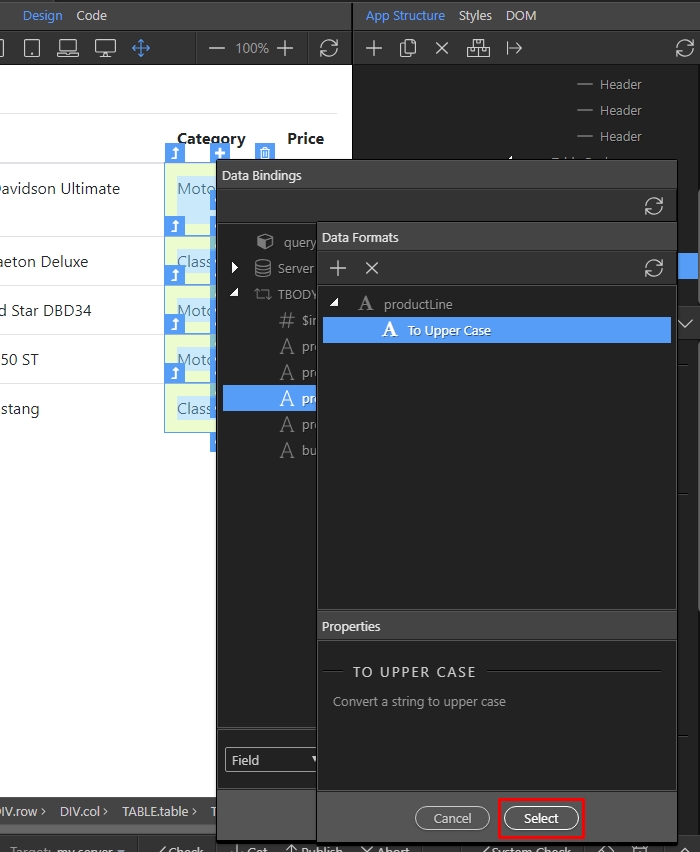 Design Code
App Structure Styles DOM
100%
Header
Header
Header
Category Price
avidson Ultimate
Moto
aeton Deluxe
Class
d Star DBD34
Moto
50 ST
Moto
stang
Class
Data Bindings
query
Server
TBODY
$in
pr
pr
pr
pr
bu
Field
Data Formats
productLine
To Upper Case
Properties
TO UPPER CASE
Convert a string to upper case
Cancel Select
DIV.row DIV.col TABLE.table T
Target: my server Check Get Publish Abort System Check